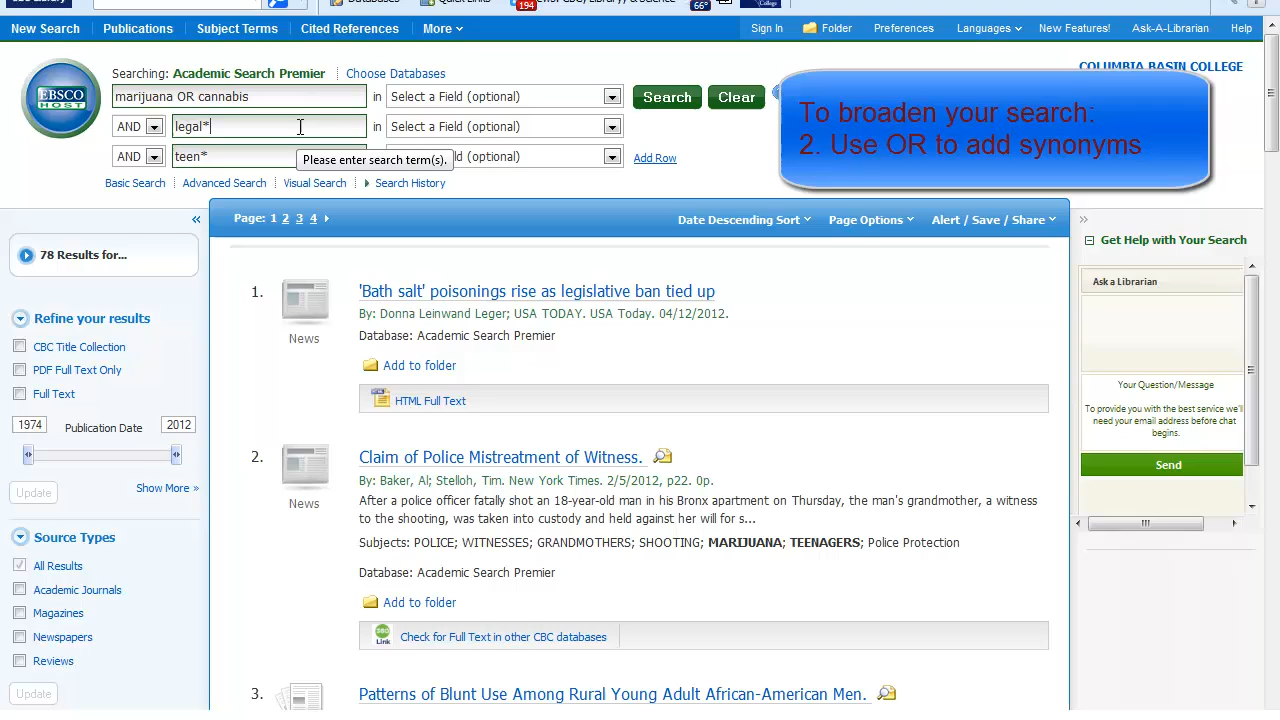 194
66°
New Search Publications Subject Terms Cited References More Sign In Folder Preferences Languages New Features! Ask-A-Librarian Help
EBSCO
HOST
Searching: Academic Search Premier Choose Databases
COLUMBIA BASIN COLLEGE
marijuana OR cannabis in Select a Field (optional) Search Clear
AND legal* in Select a Field (optional)
AND teen* Select a Field (optional) Add Row
Please enter search term(s).
To broaden your search:
2. Use OR to add synonyms
Basic Search Advanced Search Visual Search Search History
« Page: 1 2 3 4 Date Descending Sort Page Options Alert / Save / Share »
78 Results for...
Refine your results
CBC Title Collection
PDF Full Text Only
Full Text
1974 Publication Date 2012
Update Show More »
Source Types
All Results
Academic Journals
Magazines
Newspapers
Reviews
Update
1. 'Bath salt' poisonings rise as legislative ban tied up
By: Donna Leinwand Leger; USA TODAY. USA Today. 04/12/2012.
News
Database: Academic Search Premier
Add to folder
HTML Full Text
2. Claim of Police Mistreatment of Witness.
By: Baker, Al; Stelloh, Tim. New York Times. 2/5/2012, p22. 0p.
News
After a police officer fatally shot an 18-year-old man in his Bronx apartment on Thursday, the man's grandmother, a witness
to the shooting, was taken into custody and held against her will for s...
Subjects: POLICE; WITNESSES; GRANDMOTHERS; SHOOTING; MARIJUANA; TEENAGERS; Police Protection
Database: Academic Search Premier
Add to folder
Link Check for Full Text in other CBC databases
3. Patterns of Blunt Use Among Rural Young Adult African-American Men.
Get Help with Your Search
Ask a Librarian
Your Question/Message
To provide you with the best service we'll
need your email address before chat
begins.
Send